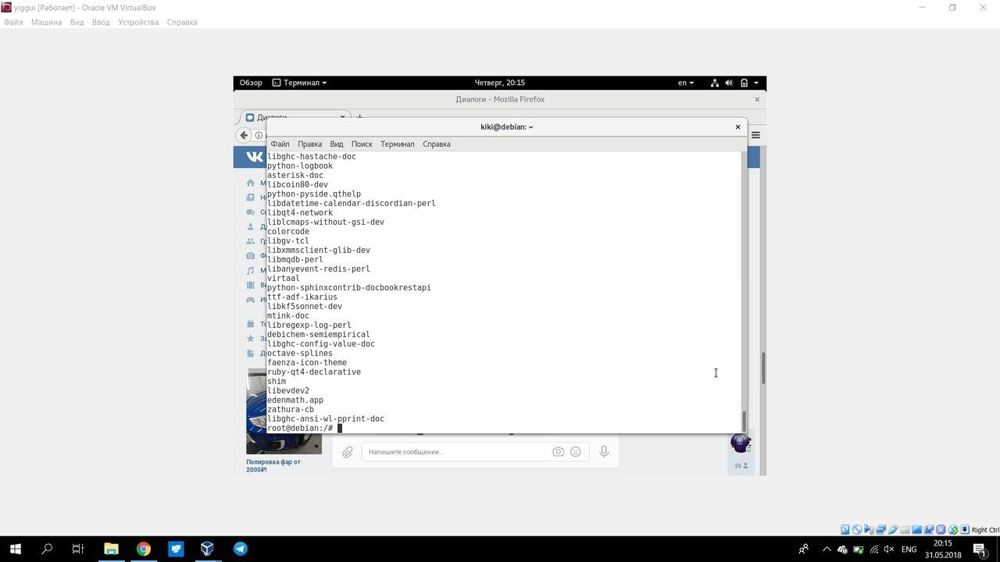 yiggui [Работает] - Oracle VM VirtualBox
Файл Машина Вид Ввод Устройства Справка
Обзор Терминал Четверг, 20:15 en
Диалоги - Mozilla Firefox
Диалоги
kiki@debian: ~
Файл Правка Вид Поиск Терминал Справка
libghc-hastache-doc
python-logbook
asterisk-doc
libcoin80-dev
python-pyside.qthelp
libdatetime-calendar-discordian-perl
libqt4-network
liblcmaps-without-gsi-dev
colorcode
libgv-tcl
libxmmsclient-glib-dev
libmqdb-perl
libanyevent-redis-perl
virtaal
python-sphinxcontrib-docbookrestapi
ttf-adf-ikarius
libkf5sonnet-dev
mtink-doc
libregexp-log-perl
debichem-semiempirical
libghc-config-value-doc
octave-splines
faenza-icon-theme
ruby-qt4-declarative
shim
libevdev2
edenmath.app
zathura-cb
libghc-ansi-wl-pprint-doc
root@debian:/#
Напишите сообщение...
Полировка фар от
2000₽!
25
Right Ctrl
ENG
20:15
31.05.2018